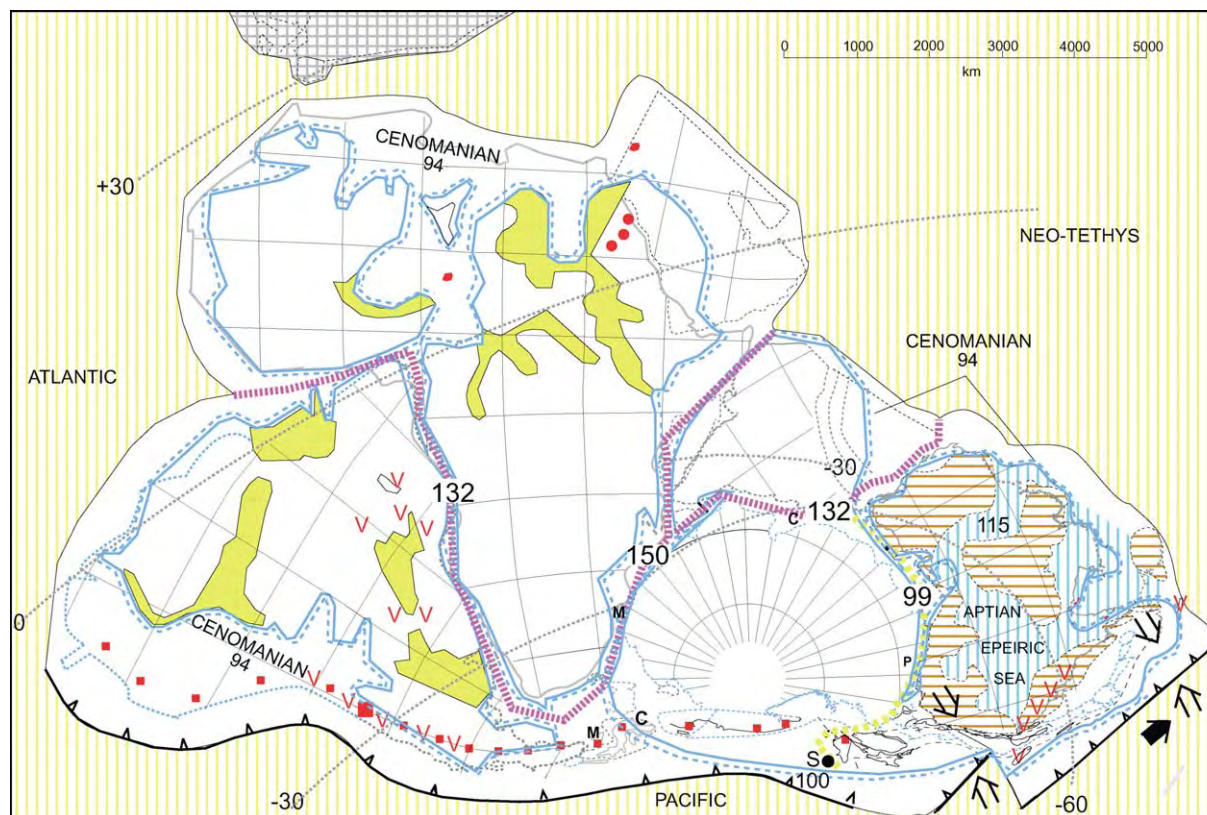 0 1000 2000 3000 4000 5000
km
CENOMANIAN
94
+30
NEO-TETHYS
CENOMANIAN
94
ATLANTIC
-30
V
132
C 132
115
V
V
V
150
99
APTIAN
M
0
V V
V
CENOMANIAN
94
EPEIRIC
P
SEA
V
V
V
V
V
V
C
V
V
V
M
V
V
S
V
100
-30
PACIFIC
-60